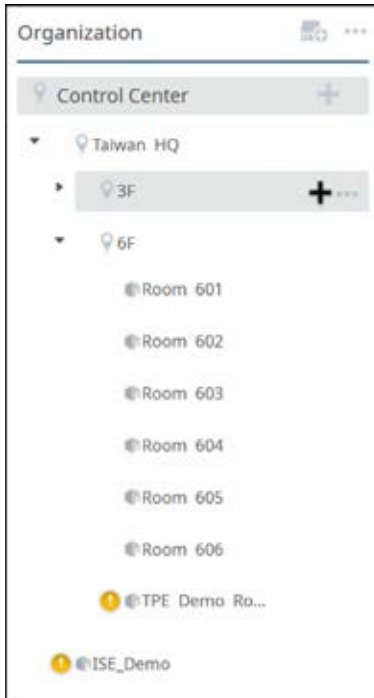 Organization
Control Center
Taiwan HQ
3F
6F
Room 601
Room 602
Room 603
Room 604
Room 605
Room 606
TPE Demo Ro...
ISE_Demo